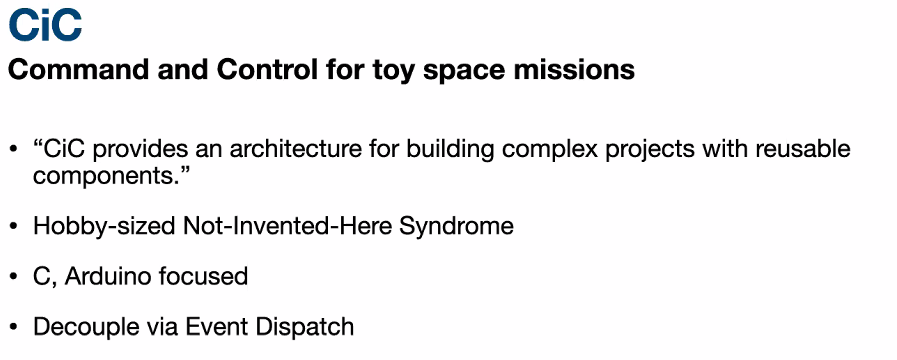 CiC
Command and Control for toy space missions
• “CiC provides an architecture for building complex projects with reusable
components.”
• Hobby-sized Not-Invented-Here Syndrome
• C, Arduino focused
• Decouple via Event Dispatch